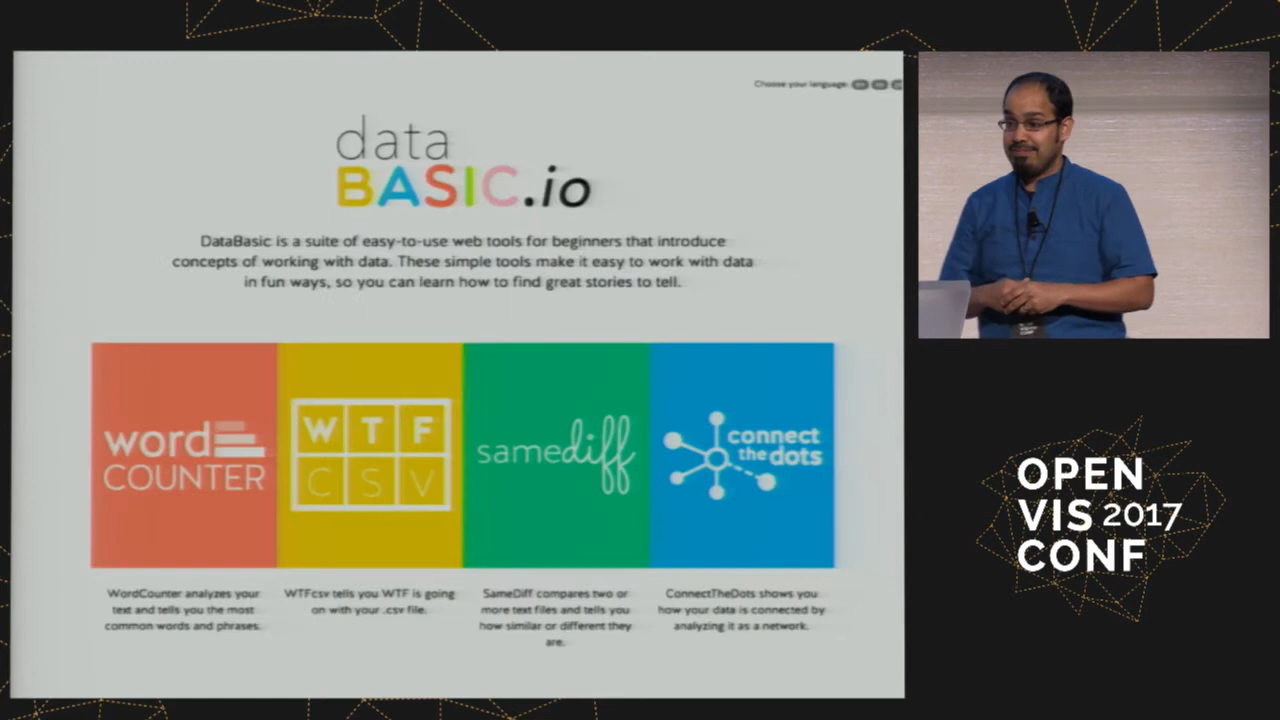 Choose your language:
data
BASIC.io
DataBasic is a suite of easy-to-use web tools for beginners that introduce
concepts of working with data. These simple tools make it easy to work with data
in fun ways, so you can learn how to find great stories to tell.
word
COUNTER
WTF
CSV
samediff
connect
the dots
WordCounter analyzes your
text and tells you the most
common words and phrases.
WTFcsv tells you WTF is going
on with your .csv file.
SameDiff compares two or
more text files and tells you
how similar or different they
are.
ConnectTheDots shows you
how your data is connected by
analyzing it as a network.
OPEN
VIS 2017
CONF